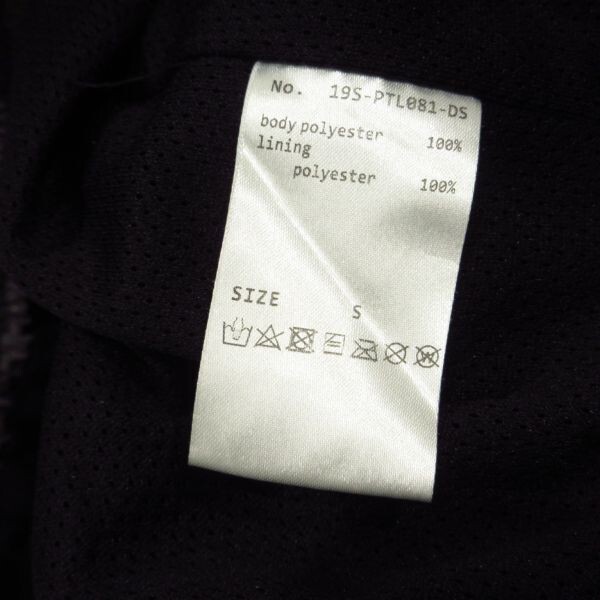 No. 19S-PTL081-DS
body polyester 100%
lining
polyester 100%
SIZE S